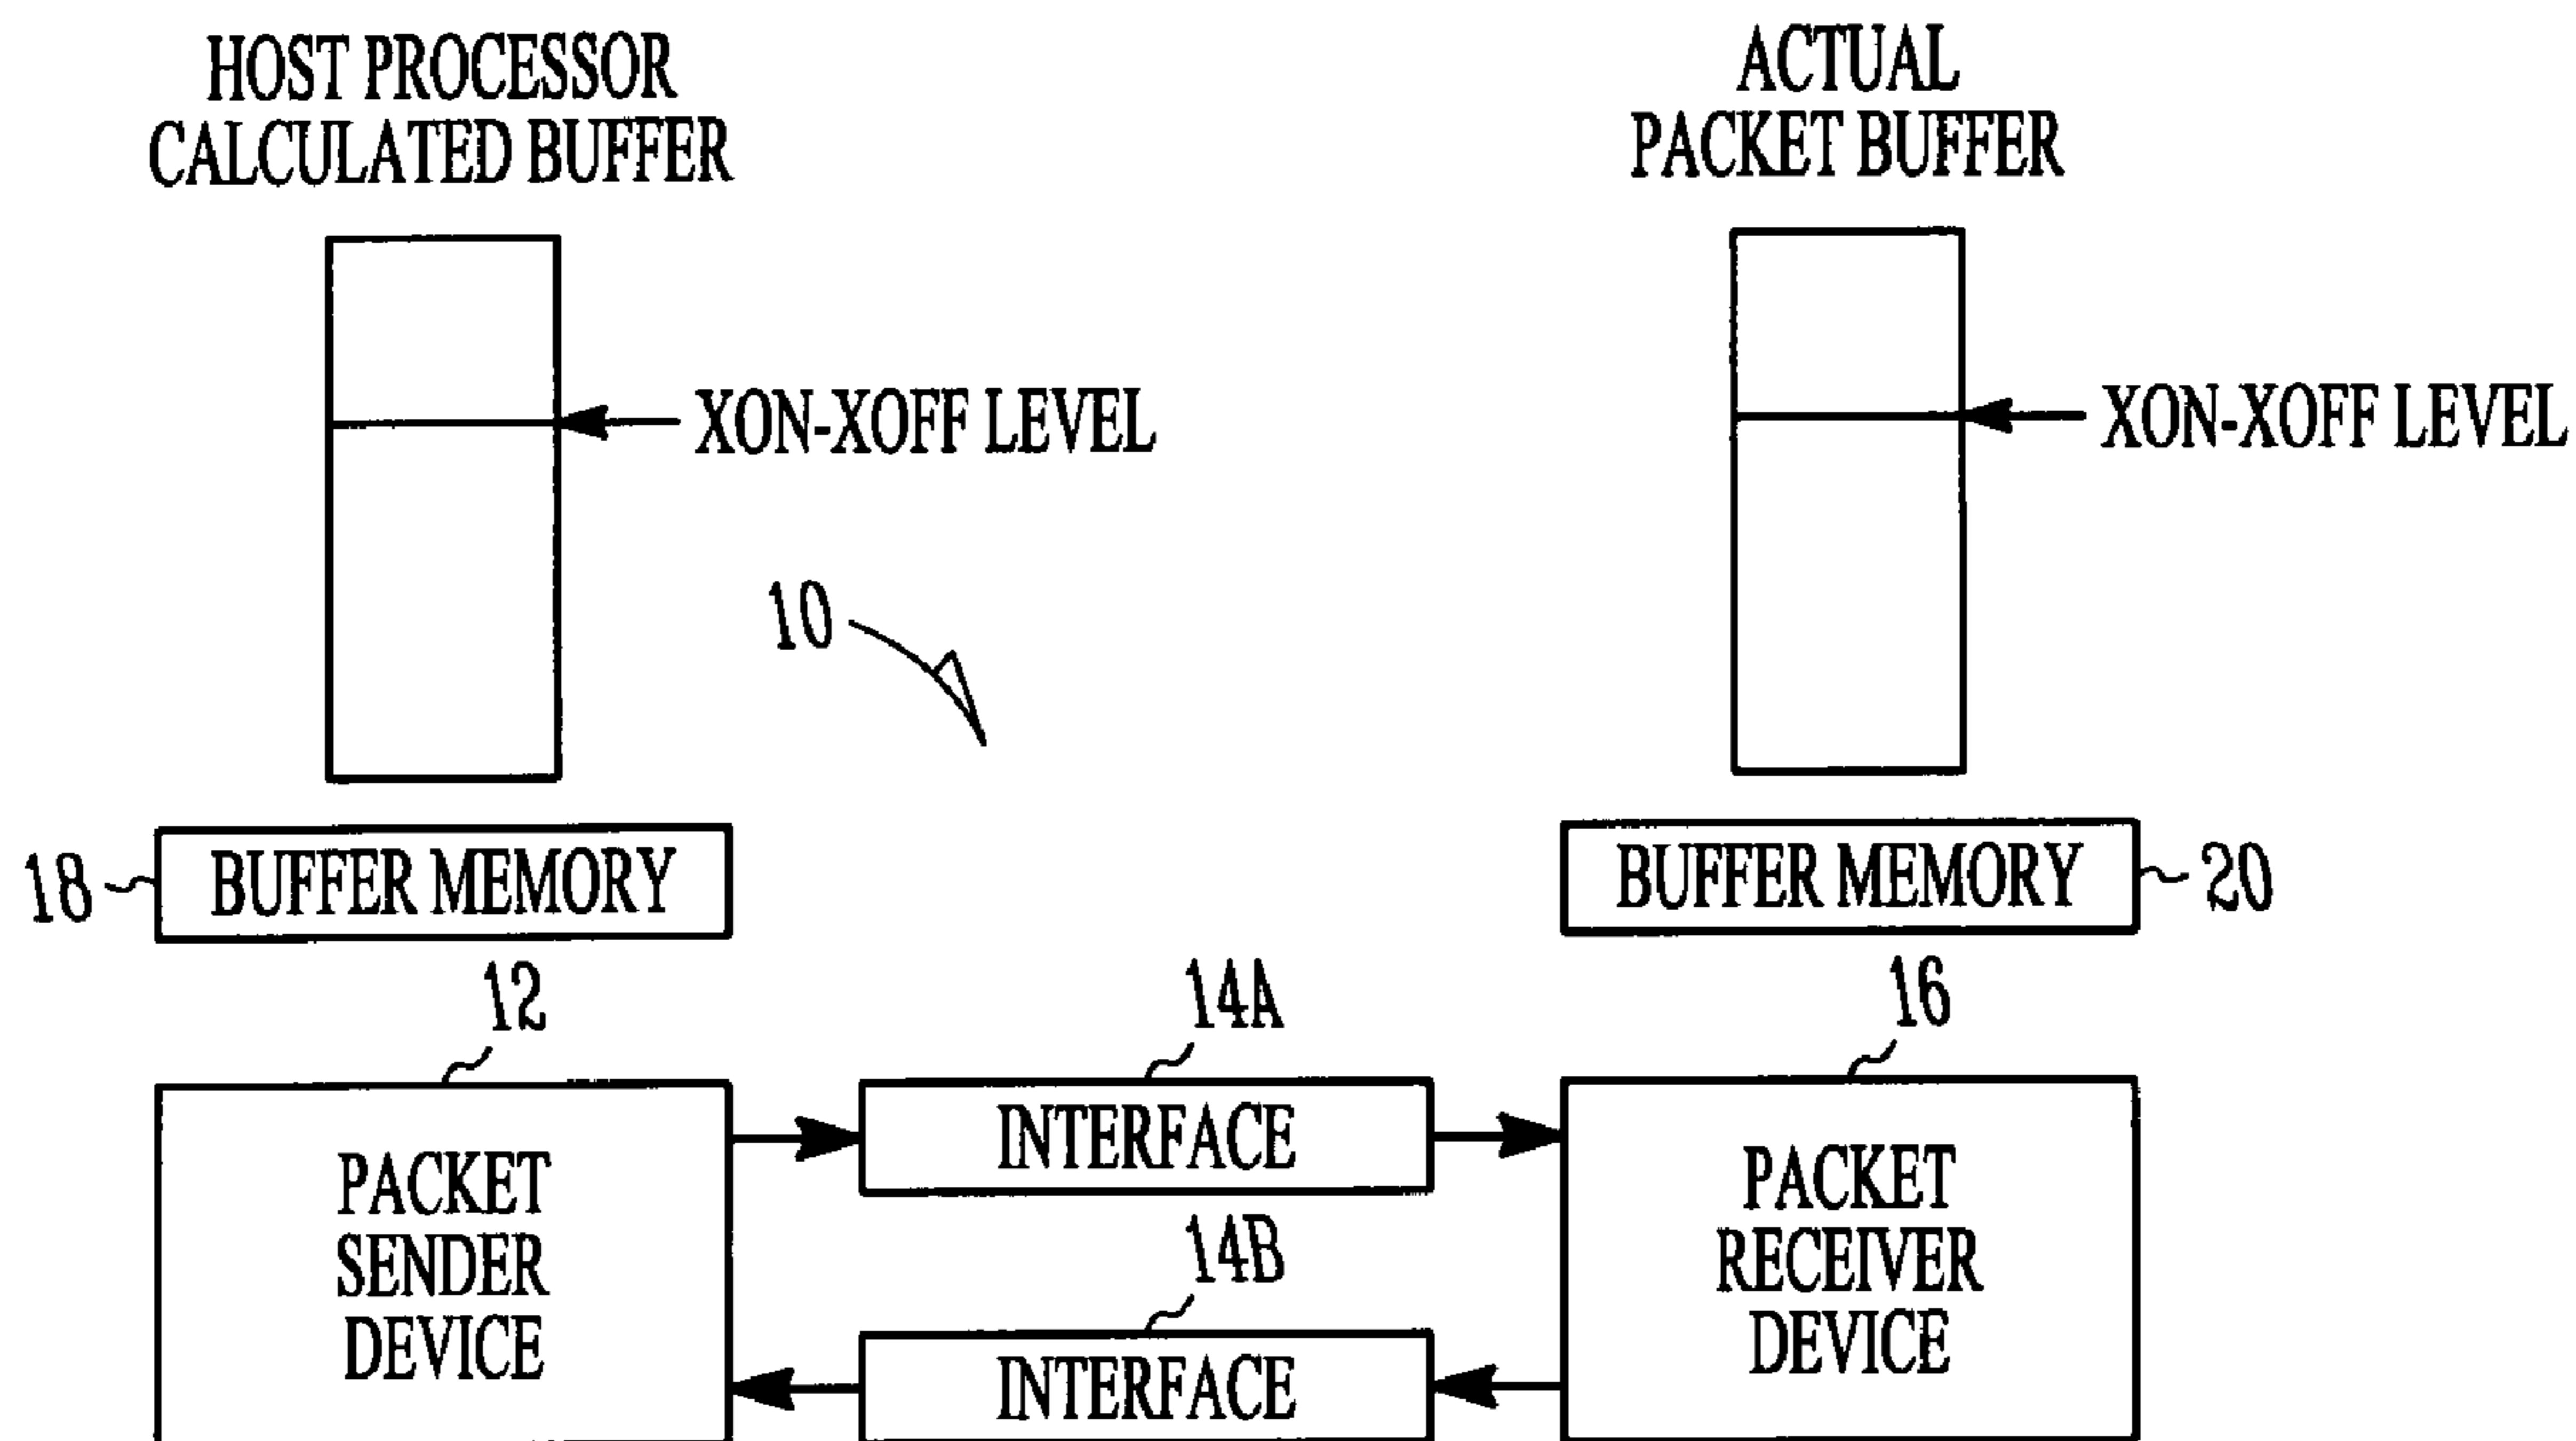 HOST PROCESSOR
CALCULATED BUFFER
ACTUAL
PACKET BUFFER
XON-XOFF LEVEL
XON-XOFF LEVEL
10
18
BUFFER MEMORY
BUFFER MEMORY
20
12
14A
16
PACKET
SENDER
DEVICE
INTERFACE
PACKET
RECEIVER
DEVICE
14B
INTERFACE